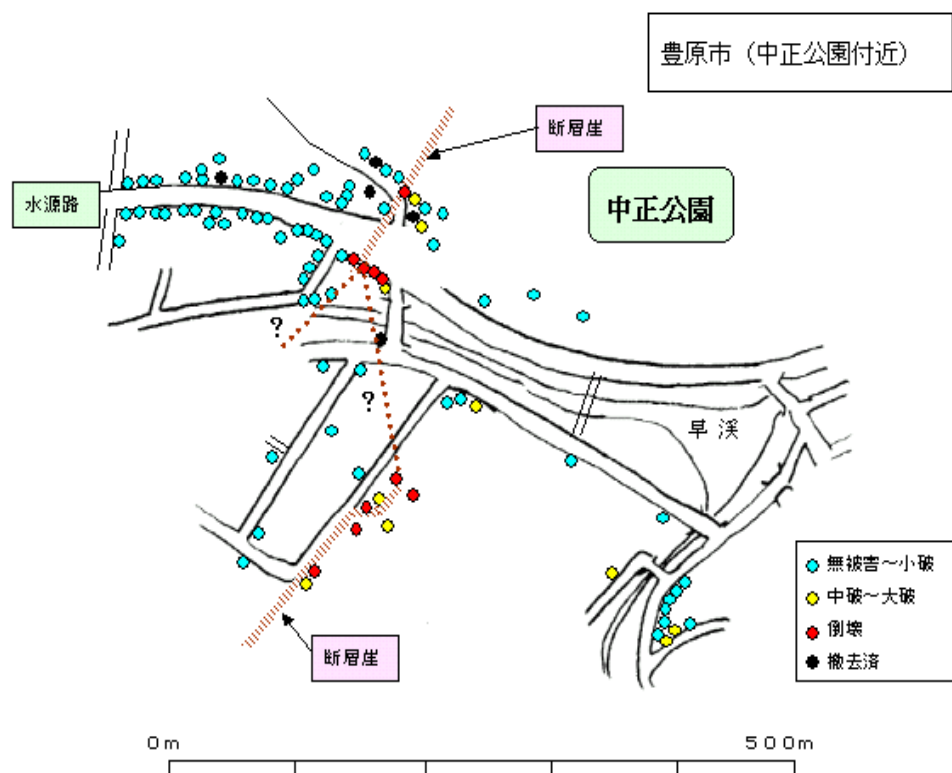 豊原市（中正公園付近）
断層崖
水源路
中正公園
?
?
旱渓
無被害～小破
中破～大破
倒壊
撤去済
断層崖
0m
500m